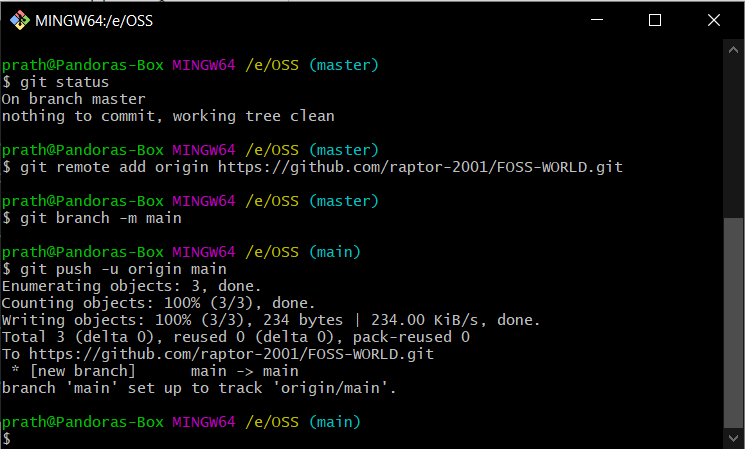 MINGW64:/e/OSS
prath@Pandoras-Box MINGW64 /e/OSS (master)
$ git status
On branch master
nothing to commit, working tree clean
prath@Pandoras-Box MINGW64 /e/OSS (master)
$ git remote add origin https://github.com/raptor-2001/FOSS-WORLD.git
prath@Pandoras-Box MINGW64 /e/OSS (master)
$ git branch -m main
prath@Pandoras-Box MINGW64 /e/OSS (main)
$ git push -u origin main
Enumerating objects: 3, done.
Counting objects: 100% (3/3), done.
Writing objects: 100% (3/3), 234 bytes | 234.00 KiB/s, done.
Total 3 (delta 0), reused 0 (delta 0), pack-reused 0
To https://github.com/raptor-2001/FOSS-WORLD.git
 * [new branch]      main -> main
branch 'main' set up to track 'origin/main'.
prath@Pandoras-Box MINGW64 /e/OSS (main)
$